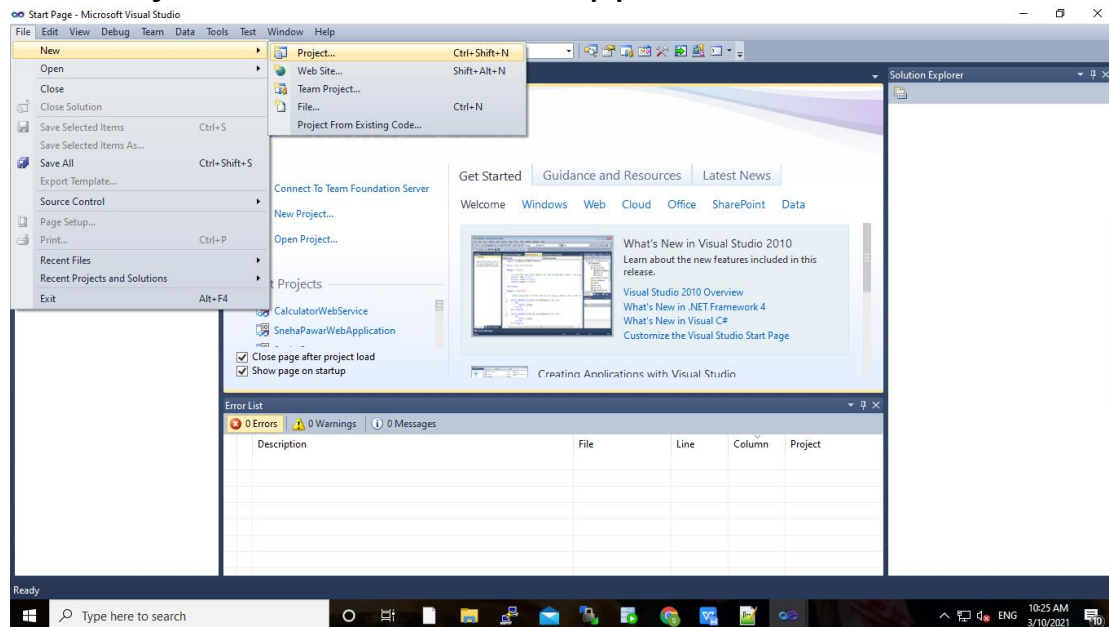 Start Page - Microsoft Visual Studio
File Edit View Debug Team Data Tools Test Window Help
New
Open
Close
Close Solution
Save Selected Items Ctrl+S
Save Selected Items As...
Save All Ctrl+Shift+S
Export Template...
Source Control
Page Setup...
Print... Ctrl+P
Recent Files
Recent Projects and Solutions
Exit Alt+F4
Project... Ctrl+Shift+N
Web Site... Shift+Alt+N
Team Project...
File... Ctrl+N
Project From Existing Code...
Solution Explorer
Connect To Team Foundation Server
New Project...
Open Project...
Projects
CalculatorWebService
SnehaPawarWebApplication
Close page after project load
Show page on startup
Get Started Guidance and Resources Latest News
Welcome Windows Web Cloud Office SharePoint Data
What's New in Visual Studio 2010
Learn about the new features included in this
release.
Visual Studio 2010 Overview
What's New in .NET Framework 4
What's New in Visual C#
Customize the Visual Studio Start Page
Creating Applications with Visual Studio
Error List
0 Errors 0 Warnings 0 Messages
Description File Line Column Project
Ready
Type here to search
ENG
10:25 AM
3/10/2021